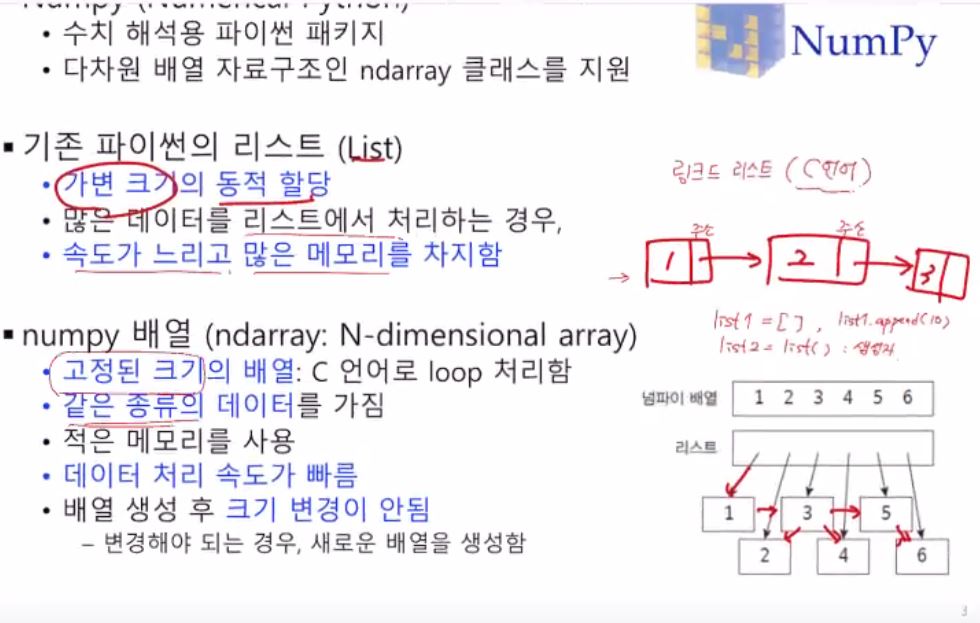 Numpy (Numerical Python)
• 수치 해석용 파이썬 패키지
• 다차원 배열 자료구조인 ndarray 클래스를 지원
NumPy
▪ 기존 파이썬의 리스트 (List)
• 가변 크기의 동적 할당
• 많은 데이터를 리스트에서 처리하는 경우,
• 속도가 느리고 많은 메모리를 차지함
링크드 리스트 (C언어)
주소 주소
1 2 3
list1 = [ ] , list1.append(10)
list2 = list( ) : 생성자
▪ numpy 배열 (ndarray: N-dimensional array)
• 고정된 크기의 배열: C 언어로 loop 처리함
• 같은 종류의 데이터를 가짐
• 적은 메모리를 사용
• 데이터 처리 속도가 빠름
• 배열 생성 후 크기 변경이 안됨
– 변경해야 되는 경우, 새로운 배열을 생성함
넘파이 배열 1 2 3 4 5 6
리스트
1 3 5
2 4 6
3